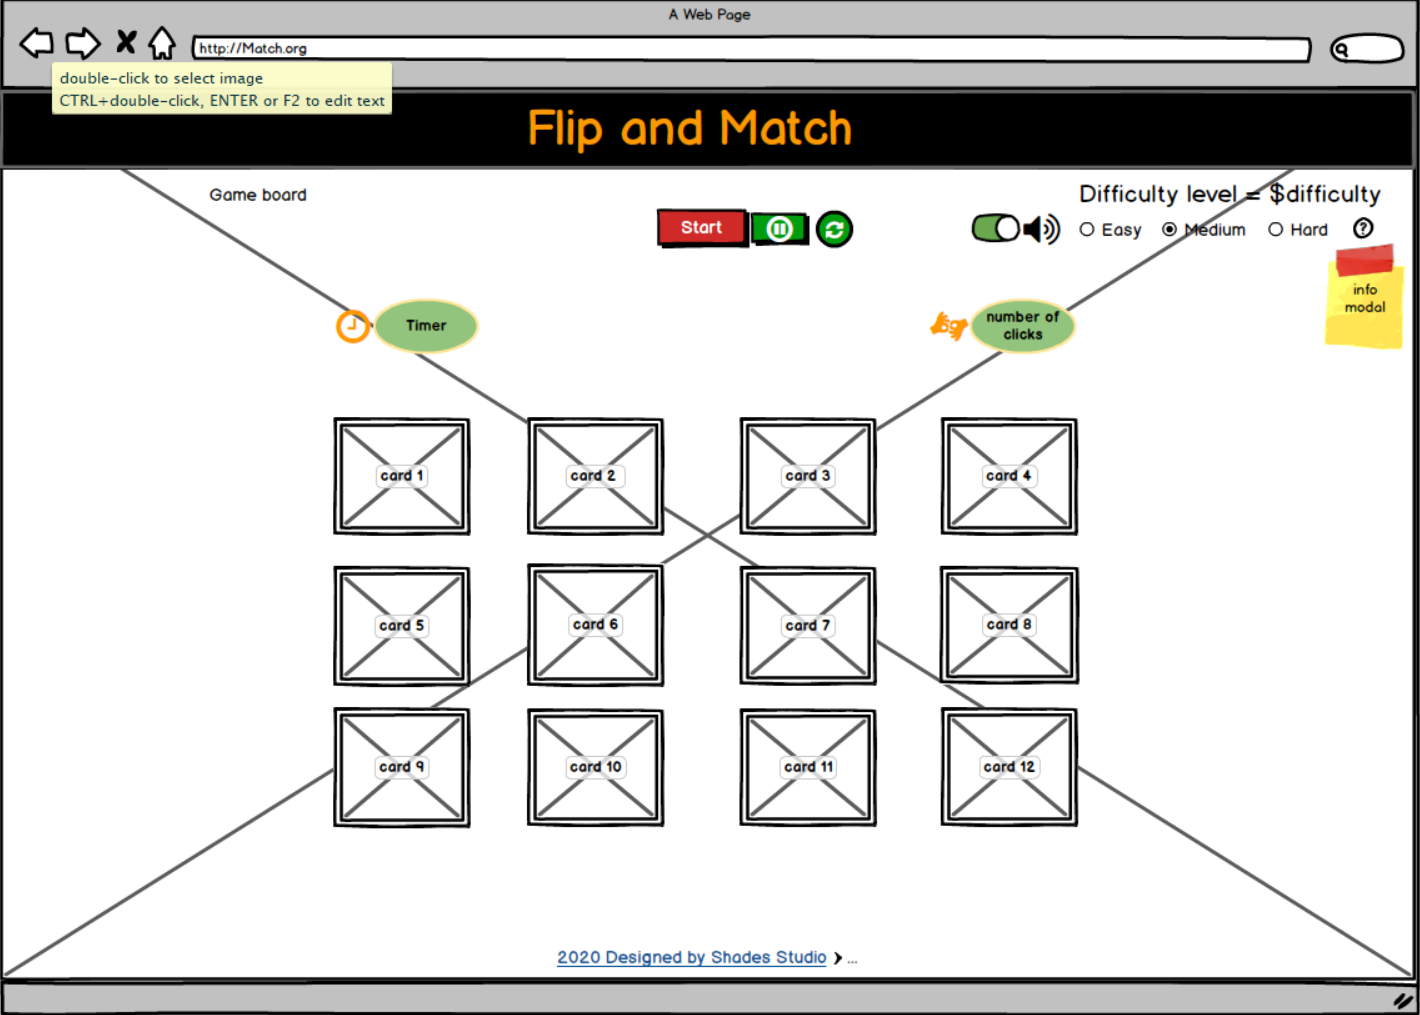 A Web Page
http://Match.org
double-click to select image
CTRL+double-click, ENTER or F2 to edit text
Flip and Match
Game board
Difficulty level = $difficulty
Start
Easy
Medium
Hard
?
info
modal
Timer
number of
clicks
card 1
card 2
card 3
card 4
card 5
card 6
card 7
card 8
card 9
card 10
card 11
card 12
2020 Designed by Shades Studio ❯ ...